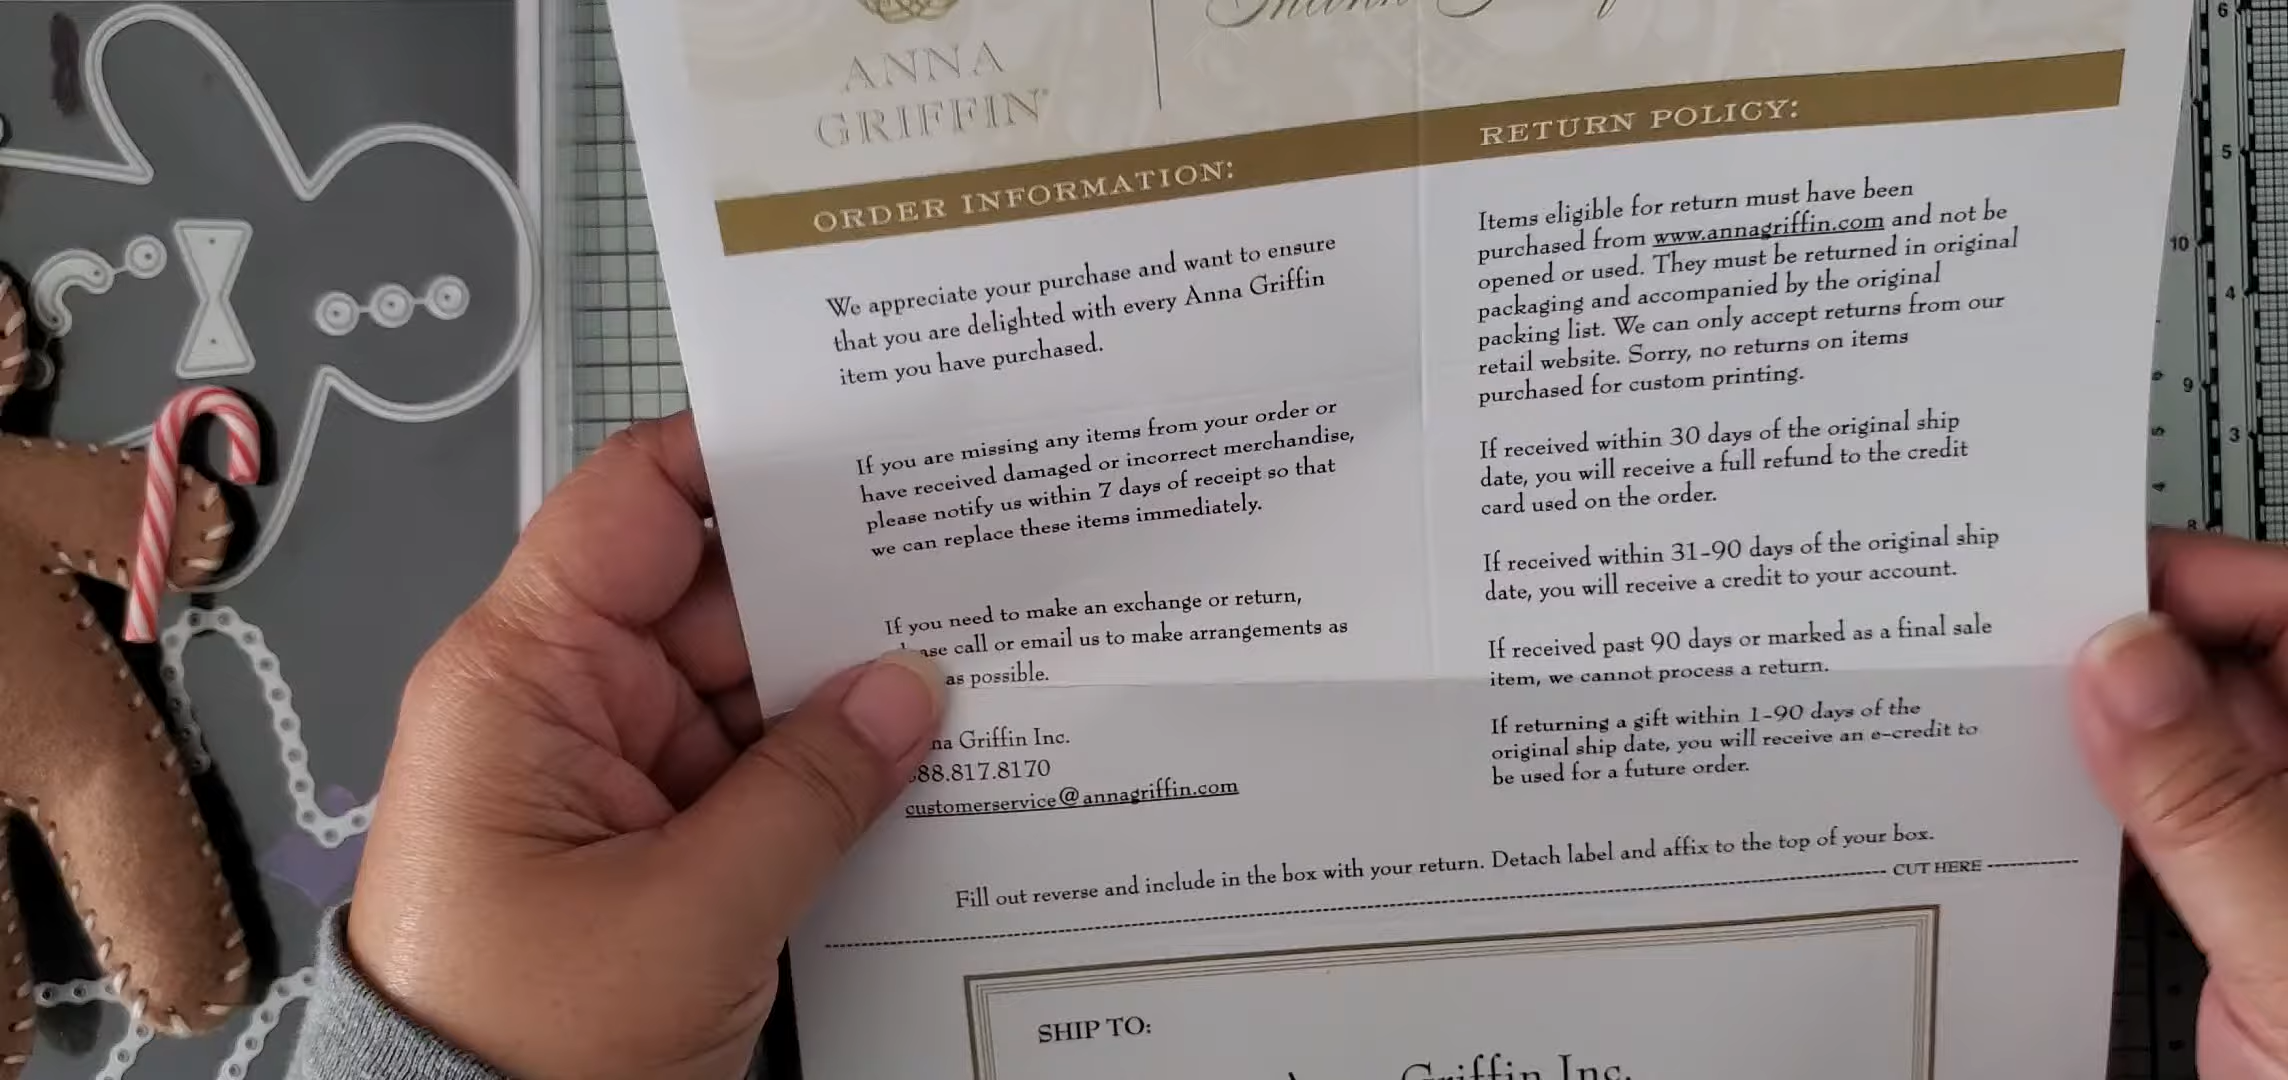 ANNA
GRIFFIN
ORDER INFORMATION:
We appreciate your purchase and want to ensure
that you are delighted with every Anna Griffin
item you have purchased.
If you are missing any items from your order or
have received damaged or incorrect merchandise,
please notify us within 7 days of receipt so that
we can replace these items immediately.
If you need to make an exchange or return,
call or email us to make arrangements as
as possible.
Griffin Inc.
88.817.8170
customerservice@annagriffin.com
RETURN POLICY:
Items eligible for return must have been
purchased from www.annagriffin.com and not be
opened or used. They must be returned in original
packaging and accompanied by the original
packing list. We can only accept returns from our
retail website. Sorry, no returns on items
purchased for custom printing.
If received within 30 days of the original ship
date, you will receive a full refund to the credit
card used on the order.
If received within 31-90 days of the original ship
date, you will receive a credit to your account.
If received past 90 days or marked as a final sale
item, we cannot process a return.
If returning a gift within 1-90 days of the
original ship date, you will receive an e-credit to
be used for a future order.
Fill out reverse and include in the box with your return. Detach label and affix to the top of your box.
CUT HERE
SHIP TO:
Griffin Inc.
6
5
10
4
9
3
8